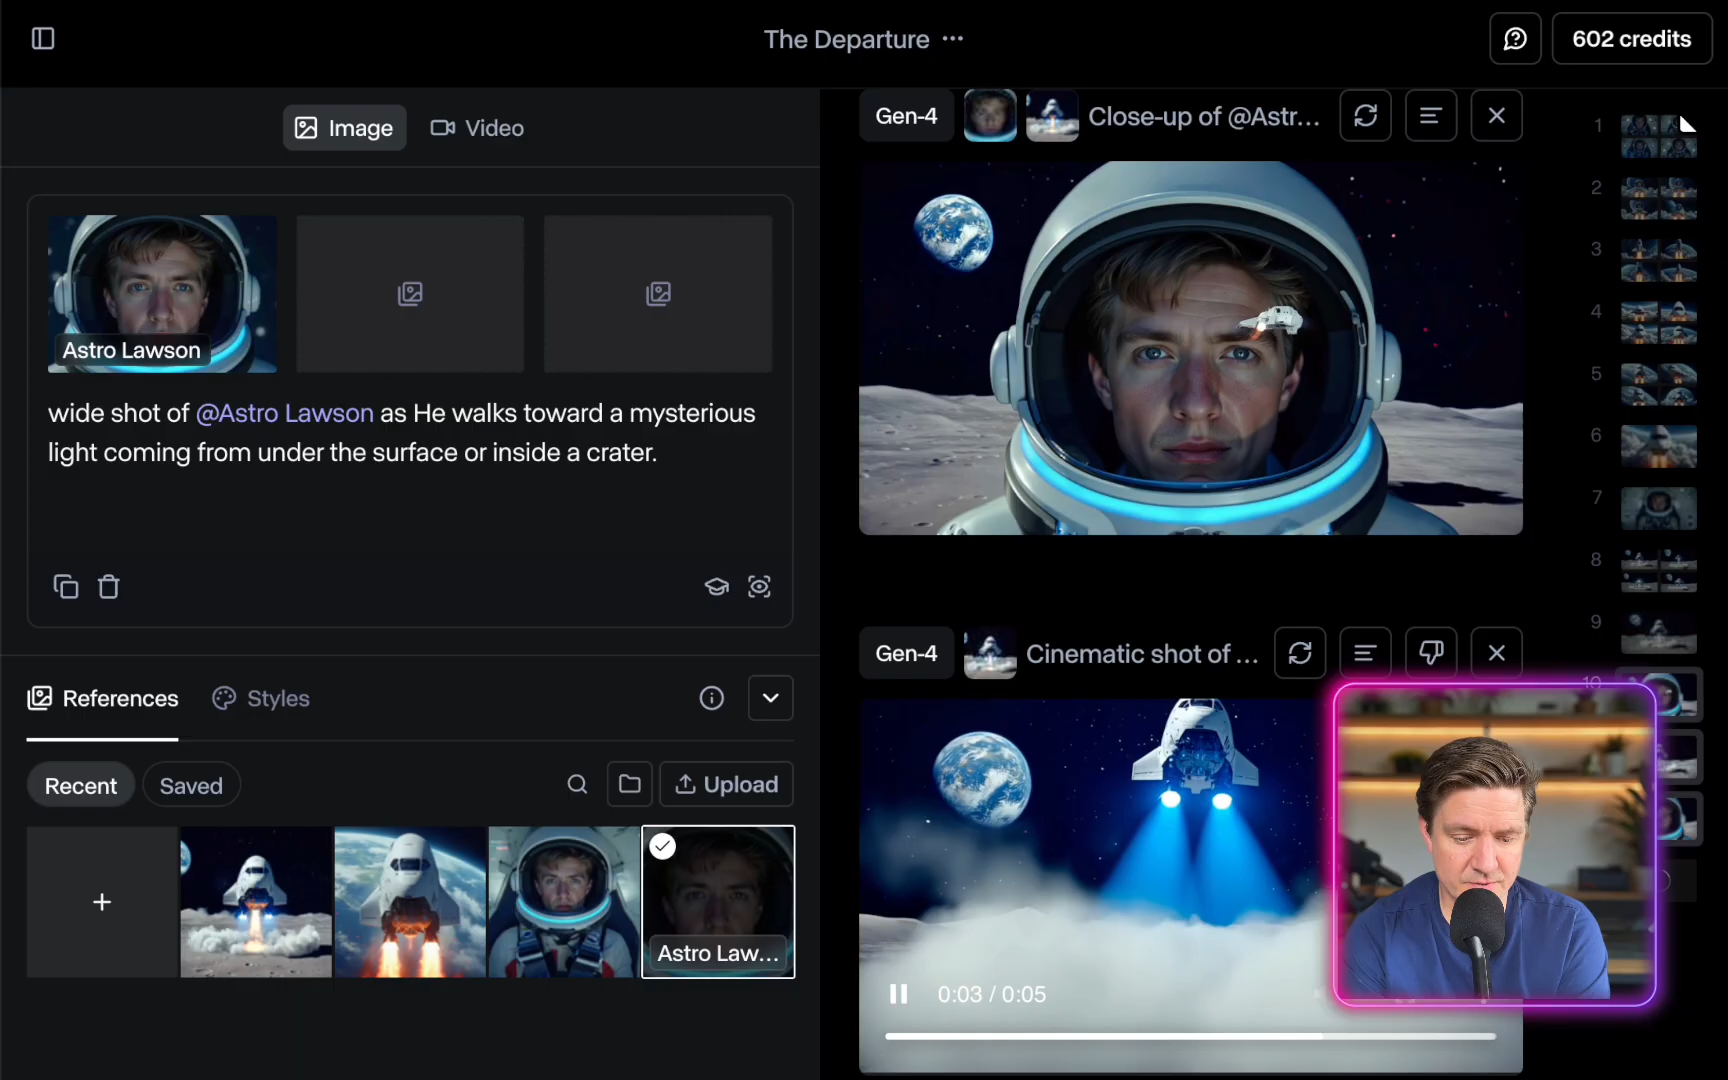 The Departure ...
602 credits
Image
Video
Astro Lawson
wide shot of @Astro Lawson as He walks toward a mysterious
light coming from under the surface or inside a crater.
References
Styles
Recent
Saved
Upload
Astro Law...
Gen-4
Close-up of @Astr...
Gen-4
Cinematic shot of ...
0:03 / 0:05
1
2
3
4
5
6
7
8
9
10